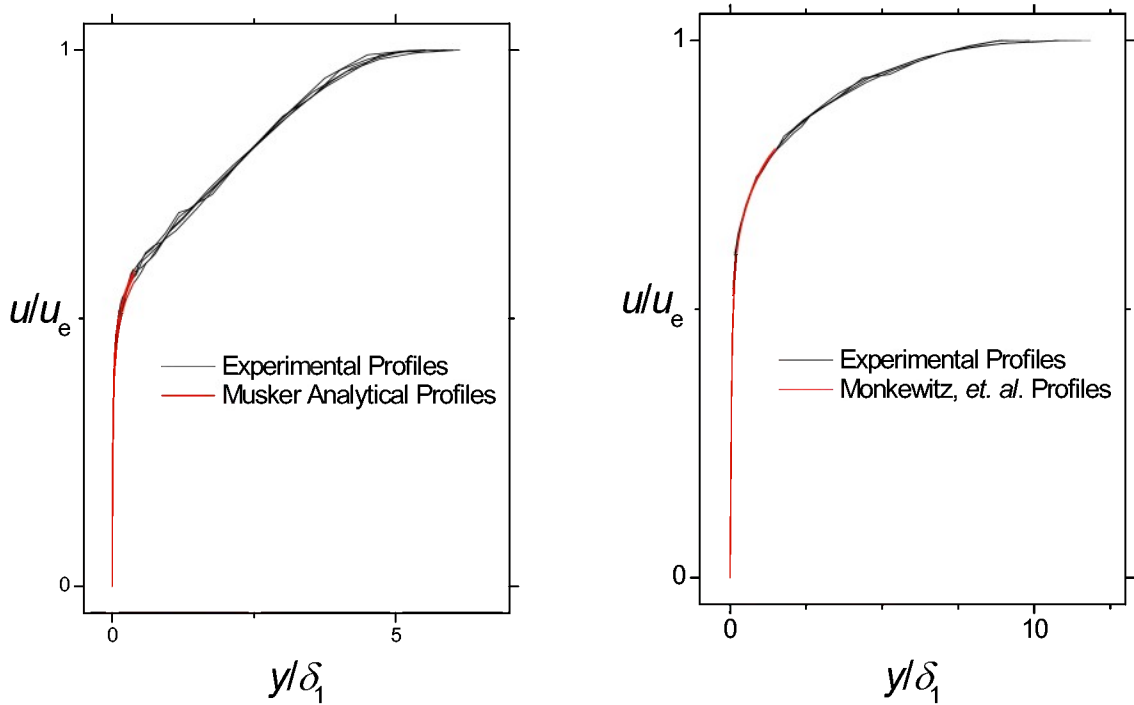 1
u/uₑ
Experimental Profiles
Musker Analytical Profiles
0
0
5
y/δ₁
1
u/uₑ
Experimental Profiles
Monkewitz, et. al. Profiles
0
0
10
y/δ₁